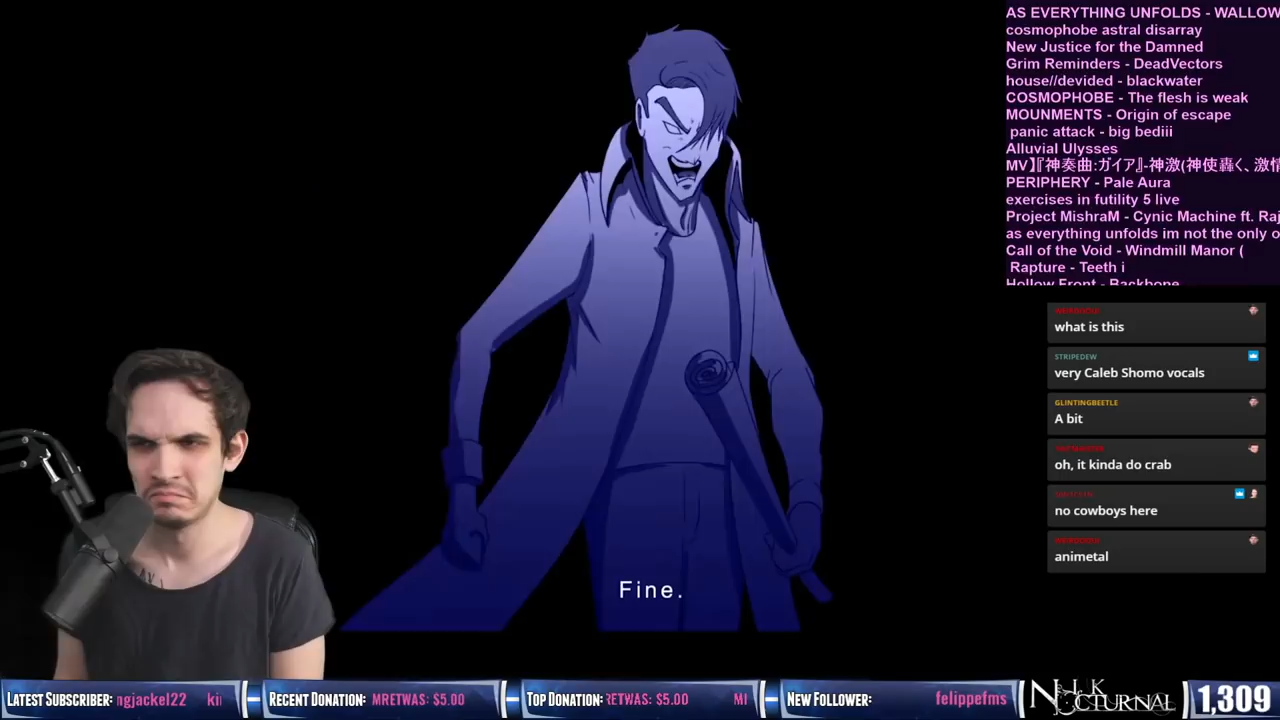 AS EVERYTHING UNFOLDS - WALLOW
cosmophobe astral disarray
New Justice for the Damned
Grim Reminders - DeadVectors
house//devided - blackwater
COSMOPHOBE - The flesh is weak
MOUNMENTS - Origin of escape
panic attack - big bediii
Alluvial Ulysses
MV】『神奏曲:ガイア』-神激(神使轟く、激情
PERIPHERY - Pale Aura
exercises in futility 5 live
Project MishraM - Cynic Machine ft. Raj
as everything unfolds im not the only o
Call of the Void - Windmill Manor (
Rapture - Teeth i
Hollow Front - Backbone
what is this
STRIPEDEW
very Caleb Shomo vocals
GLINTINGBEETLE
A bit
oh, it kinda do crab
no cowboys here
animetal
Fine.
LATEST SUBSCRIBER: ngjackel22 kii
RECENT DONATION: MRETWAS: $5.00
TOP DONATION: RETWAS: $5.00 MI
NEW FOLLOWER: felippefms
NIK NOCTURNAL
1,309